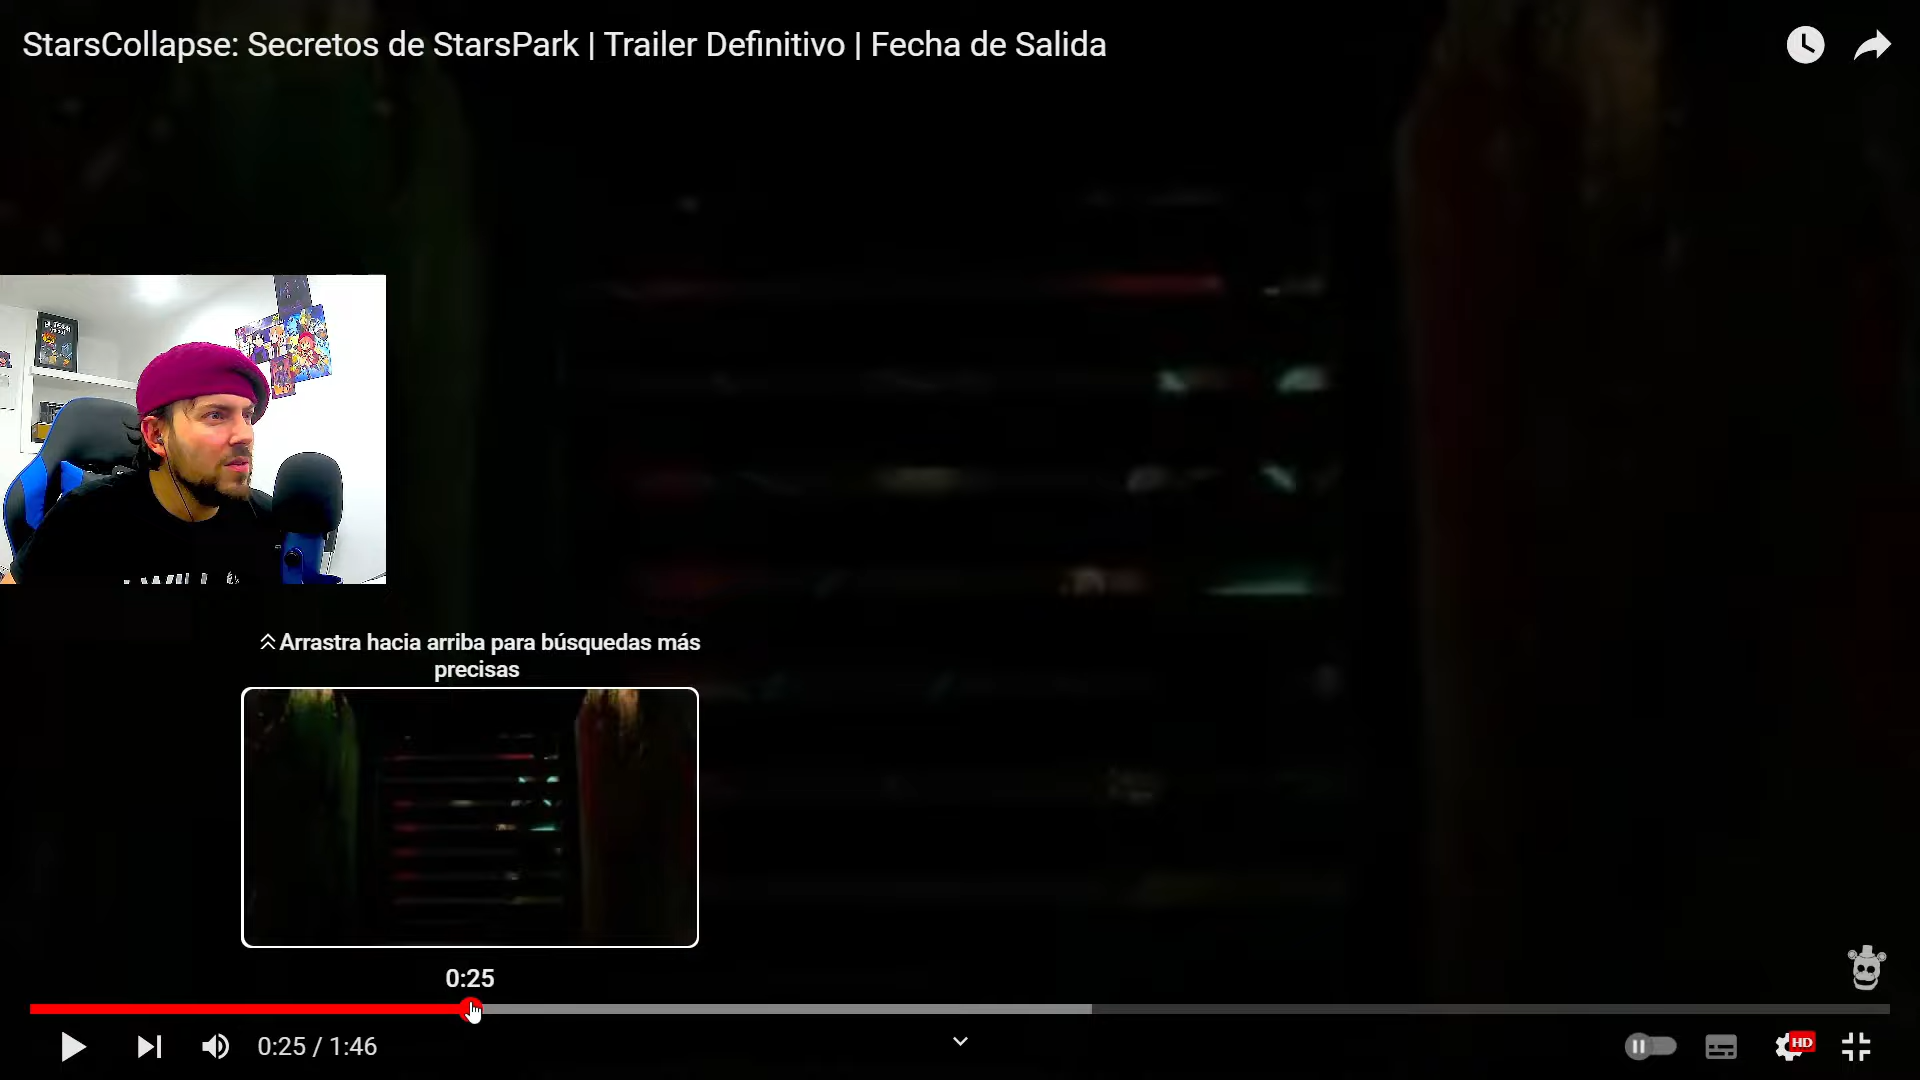 StarsCollapse: Secretos de StarsPark | Trailer Definitivo | Fecha de Salida
Arrastra hacia arriba para búsquedas más
precisas
0:25
0:25 / 1:46
HD